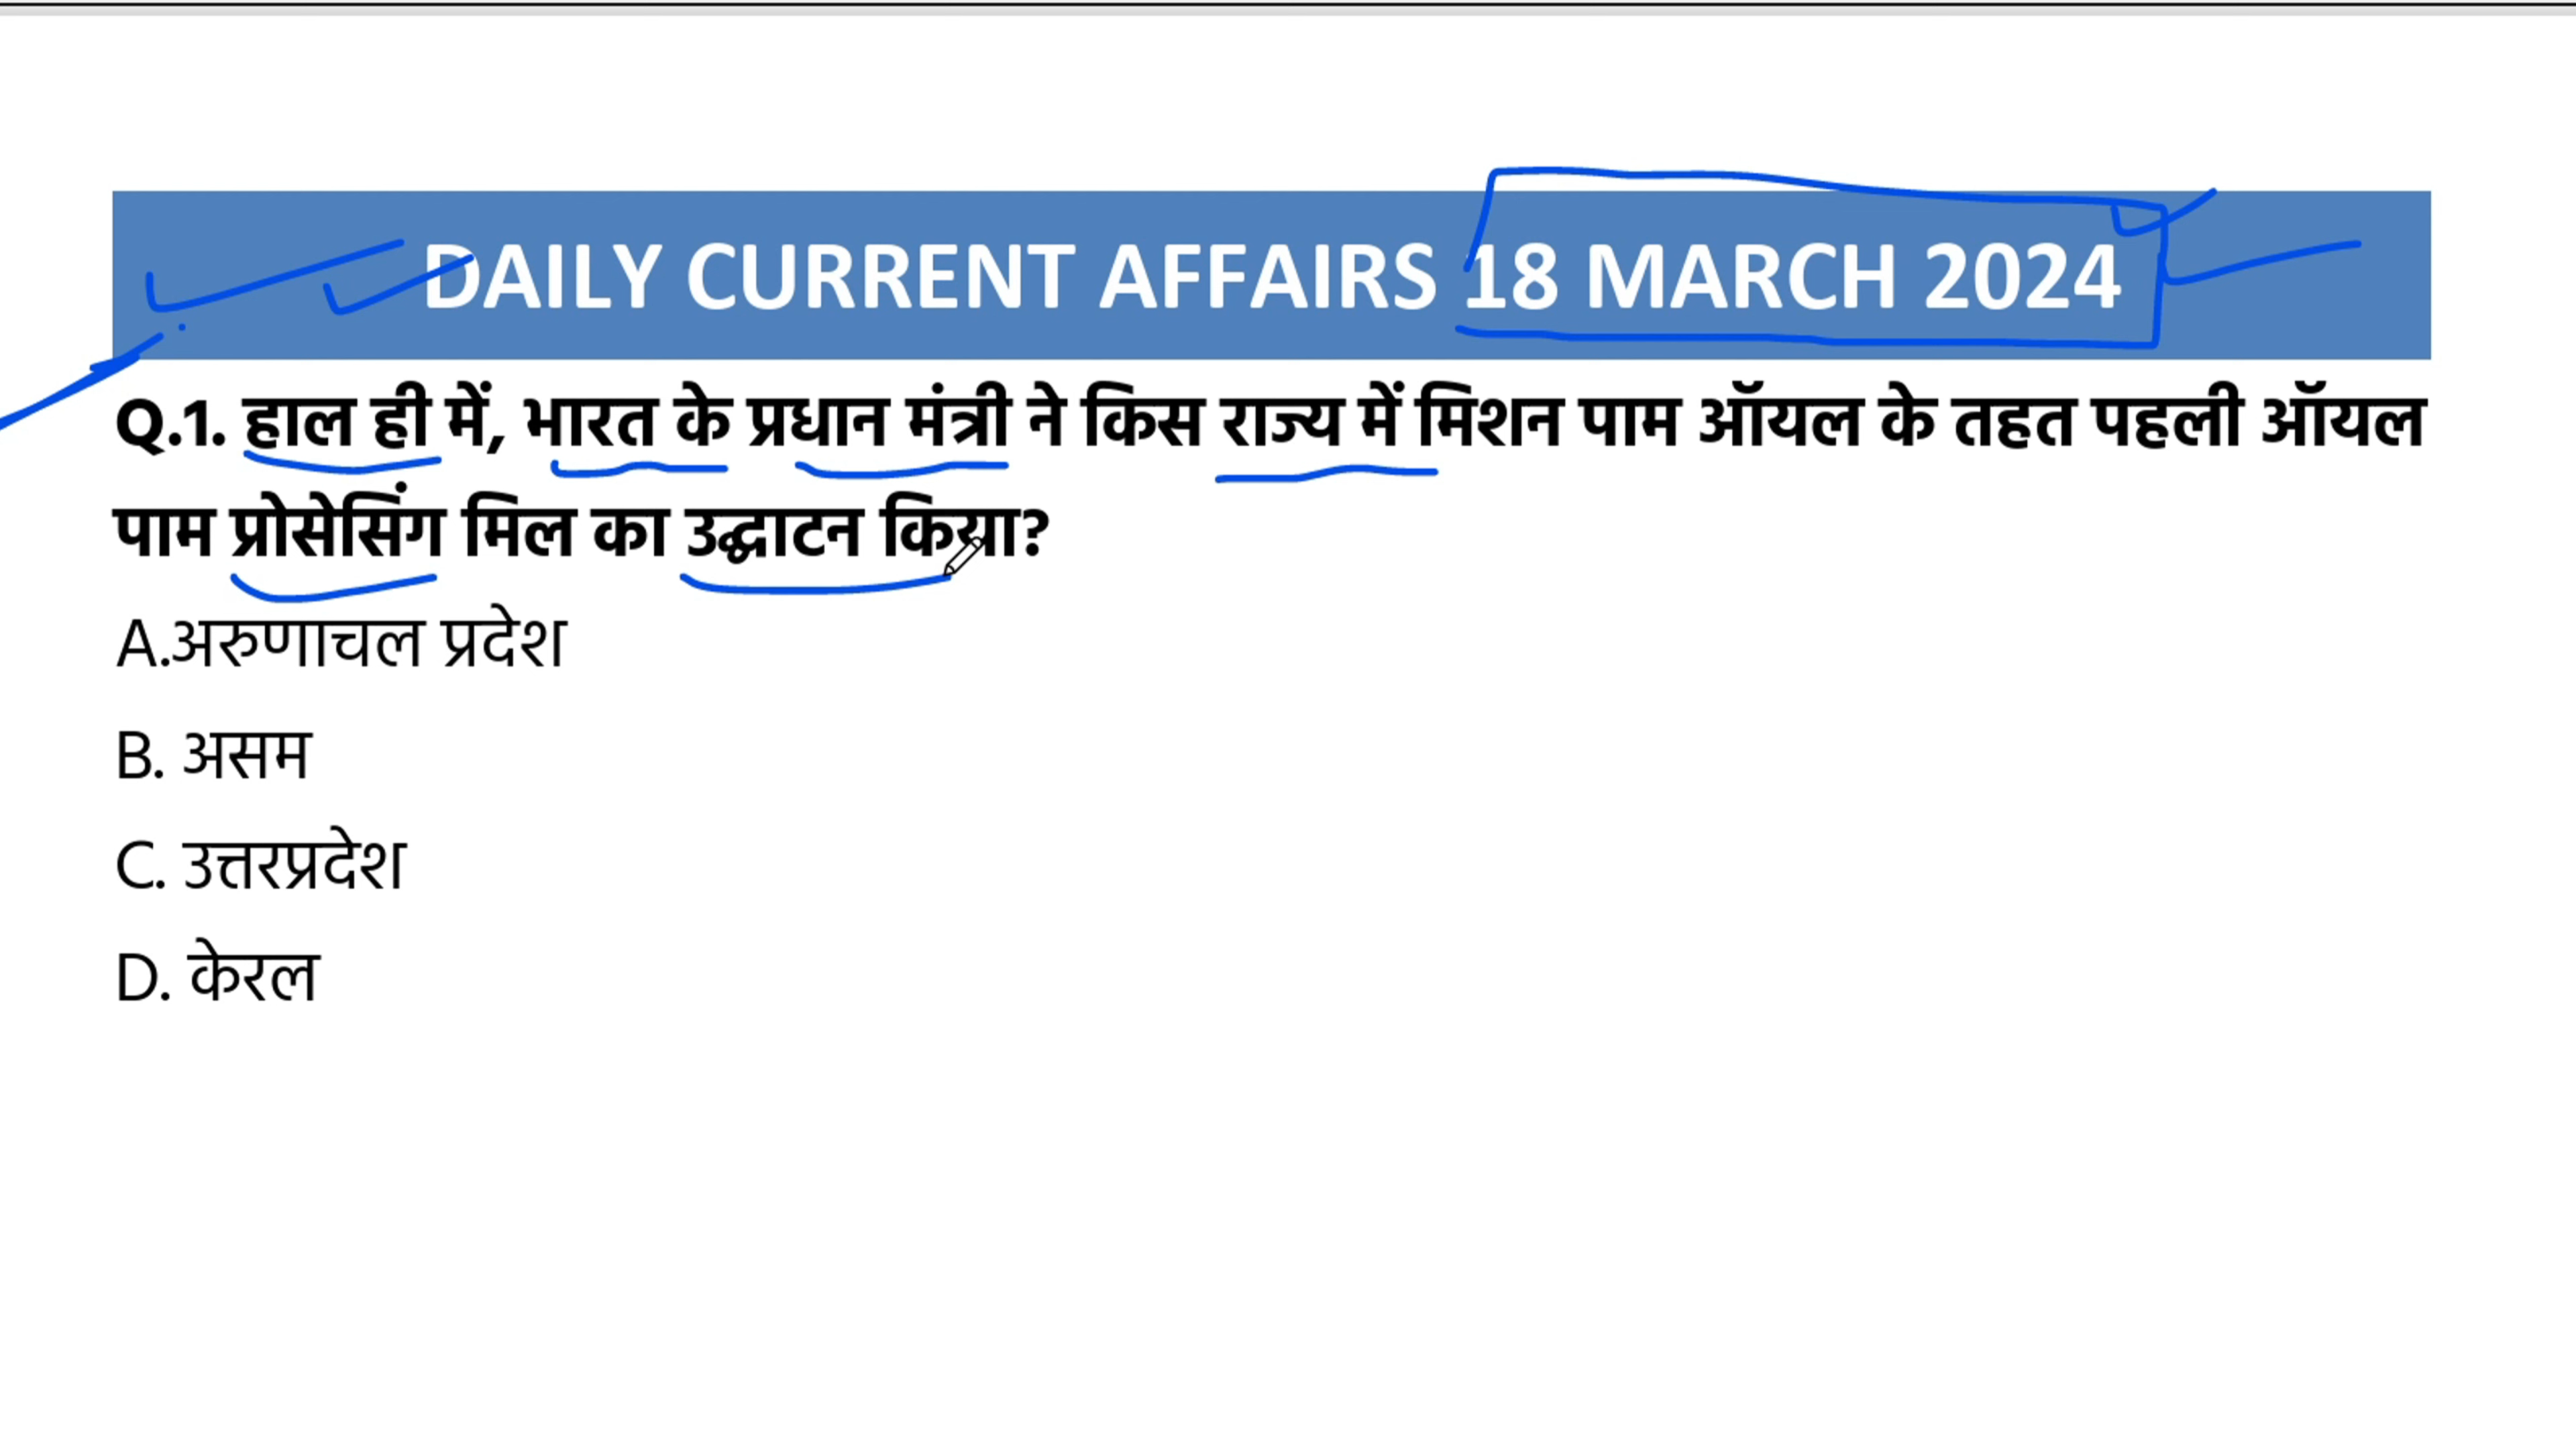 DAILY CURRENT AFFAIRS 18 MARCH 2024
Q.1. हाल ही में, भारत के प्रधान मंत्री ने किस राज्य में मिशन पाम ऑयल के तहत पहली ऑयल
पाम प्रोसेसिंग मिल का उद्घाटन किया?
A.अरुणाचल प्रदेश
B. असम
C. उत्तरप्रदेश
D. केरल